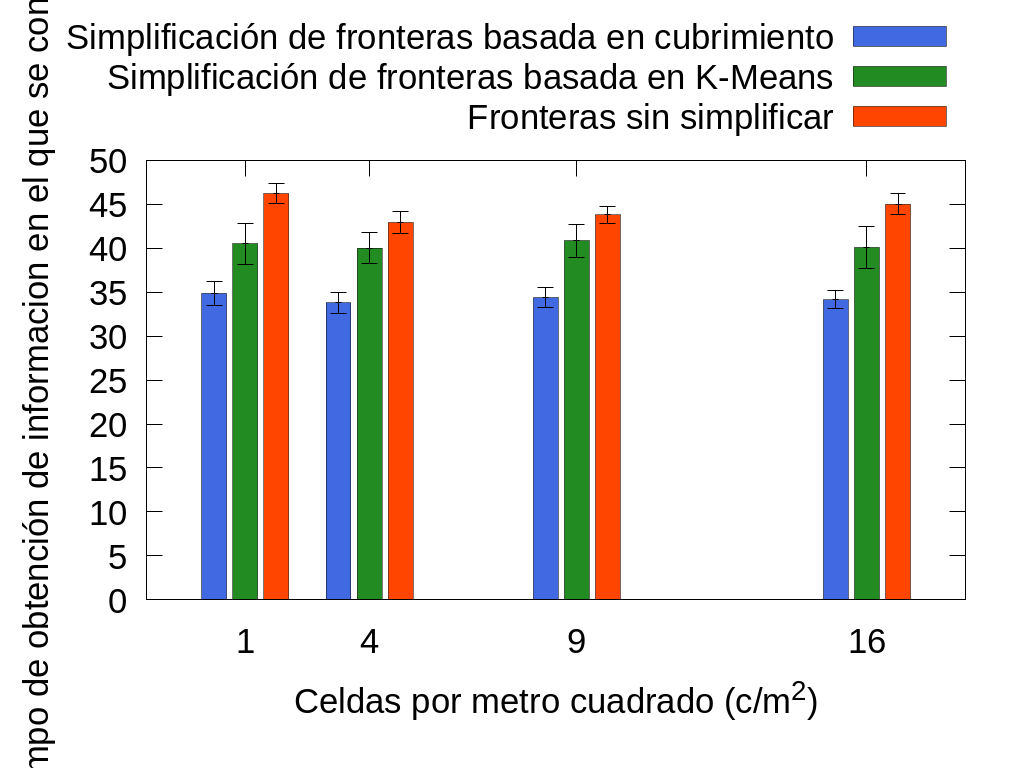 Simplificación de fronteras basada en cubrimiento
Simplificación de fronteras basada en K-Means
Fronteras sin simplificar
de obtención de informacion en el que se
50
45
40
35
30
25
20
15
10
5
0
1 4 9 16
Celdas por metro cuadrado (c/m²)